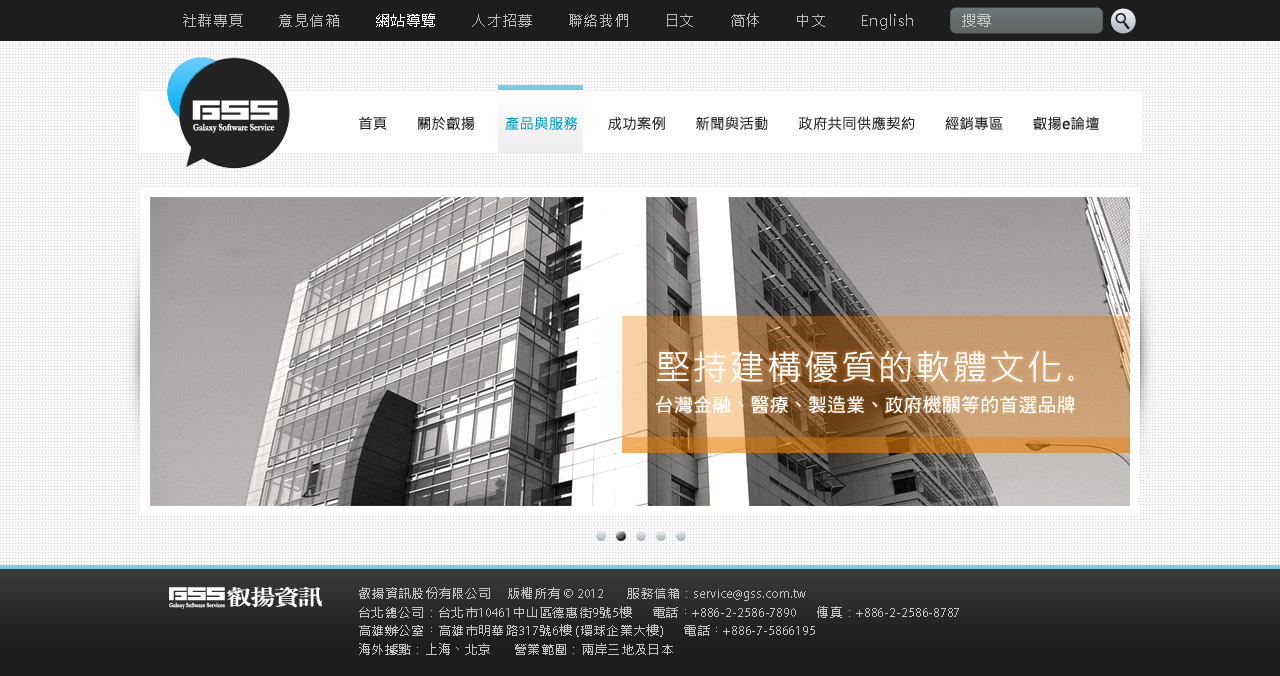 社群專頁 意見信箱 網站導覽 人才招募 聯絡我們 日文 简体 中文 English 搜尋
GSS
Galaxy Software Service
首頁 關於叡揚 產品與服務 成功案例 新聞與活動 政府共同供應契約 經銷專區 叡揚e論壇
堅持建構優質的軟體文化。
台灣金融、醫療、製造業、政府機關等的首選品牌
GSS 叡揚資訊
Galaxy Software Services
叡揚資訊股份有限公司 版權所有 © 2012 服務信箱：service@gss.com.tw
台北總公司：台北市10461中山區德惠街9號5樓 電話：+886-2-2586-7890 傳真：+886-2-2586-8787
高雄辦公室：高雄市明華路317號6樓 (環球企業大樓) 電話：+886-7-5866195
海外據點：上海、北京 營業範圍：兩岸三地及日本